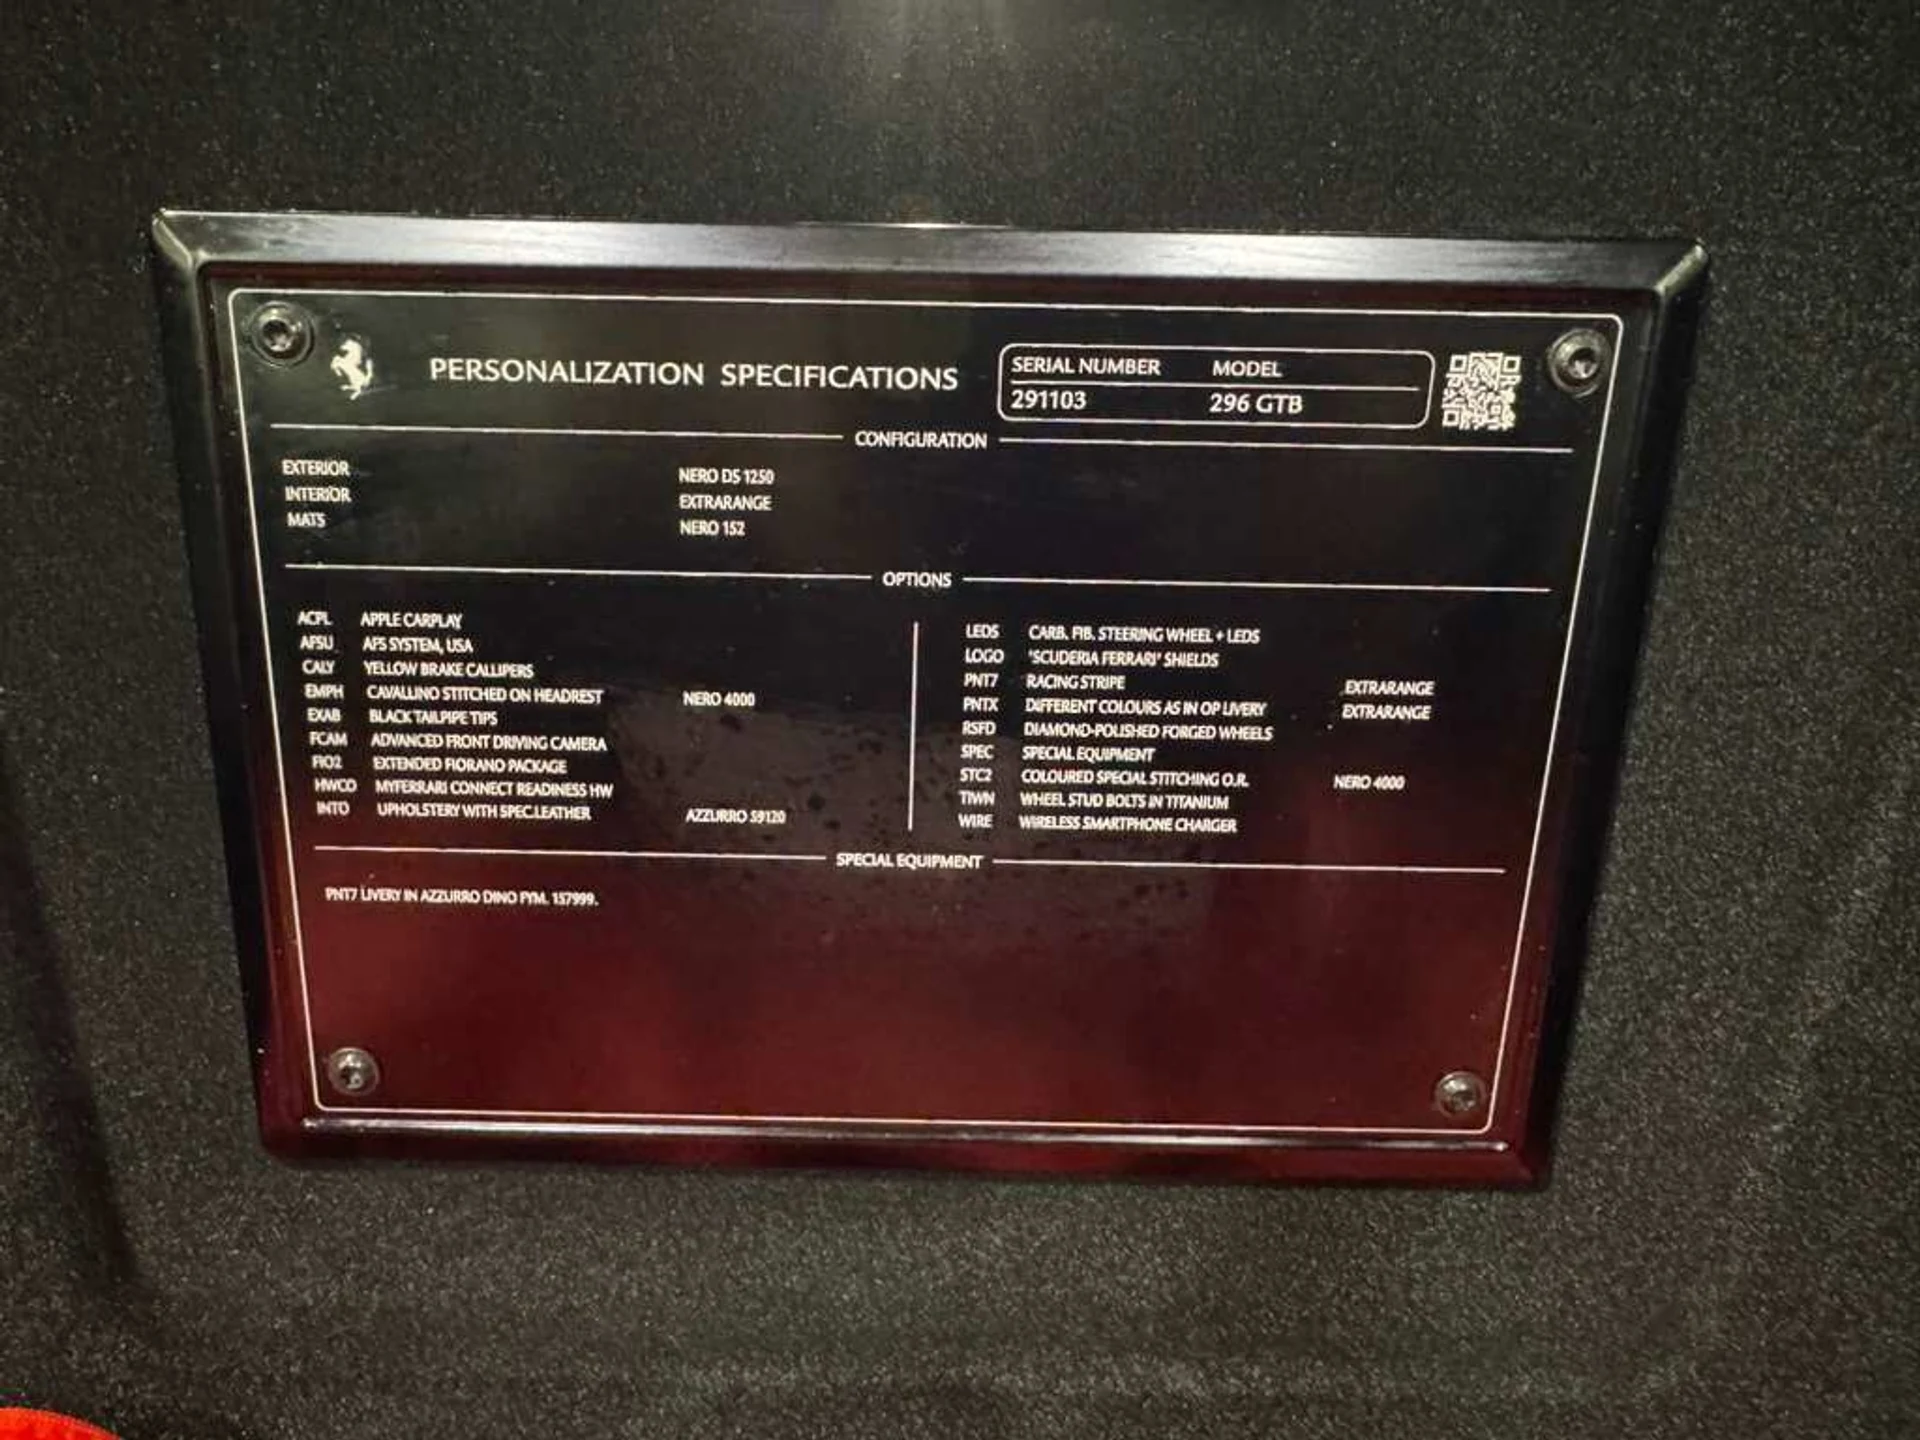 PERSONALIZATION SPECIFICATIONS
SERIAL NUMBER MODEL
291103 296 GTB
CONFIGURATION
EXTERIOR NERO DS 1250
INTERIOR EXTRARANGE
MATS NERO 152
OPTIONS
ACPL APPLE CARPLAY
AFSU AFS SYSTEM, USA
CALY YELLOW BRAKE CALLIPERS
EMPH CAVALLINO STITCHED ON HEADREST NERO 4000
EXAB BLACK TAILPIPE TIPS
FCAM ADVANCED FRONT DRIVING CAMERA
FIO2 EXTENDED FIORANO PACKAGE
HWCO MYFERRARI CONNECT READINESS HW
INTO UPHOLSTERY WITH SPEC.LEATHER AZZURRO S9120
LEDS CARB. FIB. STEERING WHEEL + LEDS
LOGO "SCUDERIA FERRARI" SHIELDS
PNT7 RACING STRIPE EXTRARANGE
PNTX DIFFERENT COLOURS AS IN OP LIVERY EXTRARANGE
RSFD DIAMOND-POLISHED FORGED WHEELS
SPEC SPECIAL EQUIPMENT
STC2 COLOURED SPECIAL STITCHING O.R. NERO 4000
TIWN WHEEL STUD BOLTS IN TITANIUM
WIRE WIRELESS SMARTPHONE CHARGER
SPECIAL EQUIPMENT
PNT7 LIVERY IN AZZURRO DINO PYM. 157999.